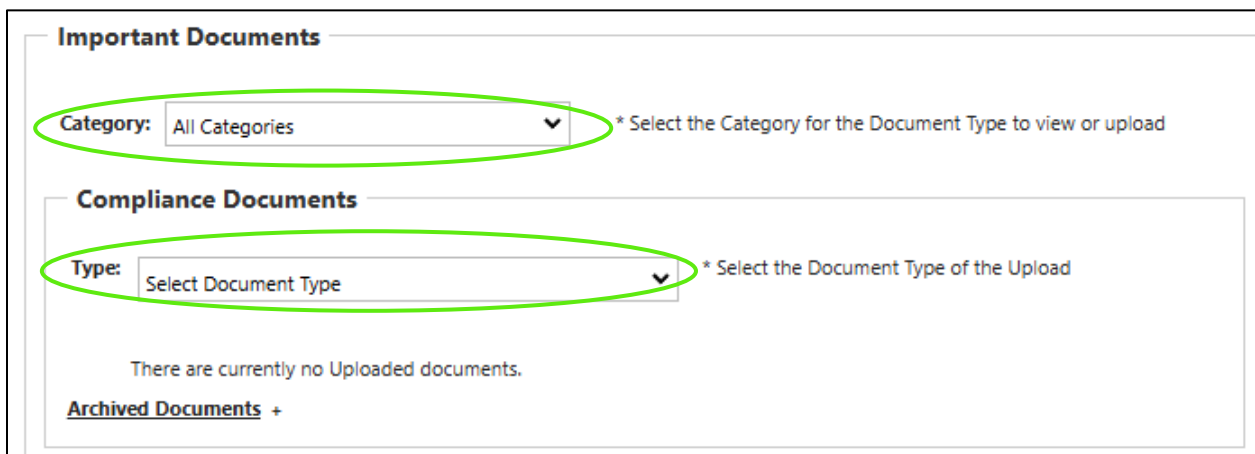 Important Documents
Category: All Categories * Select the Category for the Document Type to view or upload
Compliance Documents
Type: Select Document Type * Select the Document Type of the Upload
There are currently no Uploaded documents.
Archived Documents +